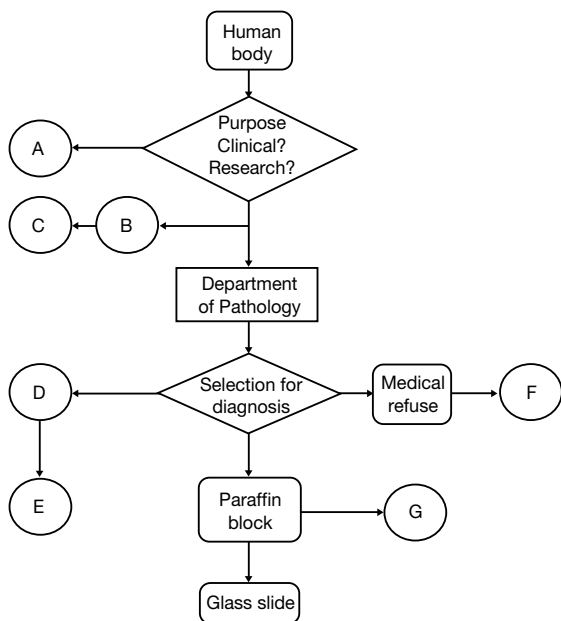 Human
body
Purpose
Clinical?
Research?
A
C
B
Department
of Pathology
D
Selection for
diagnosis
Medical
refuse
F
E
Paraffin
block
G
Glass slide